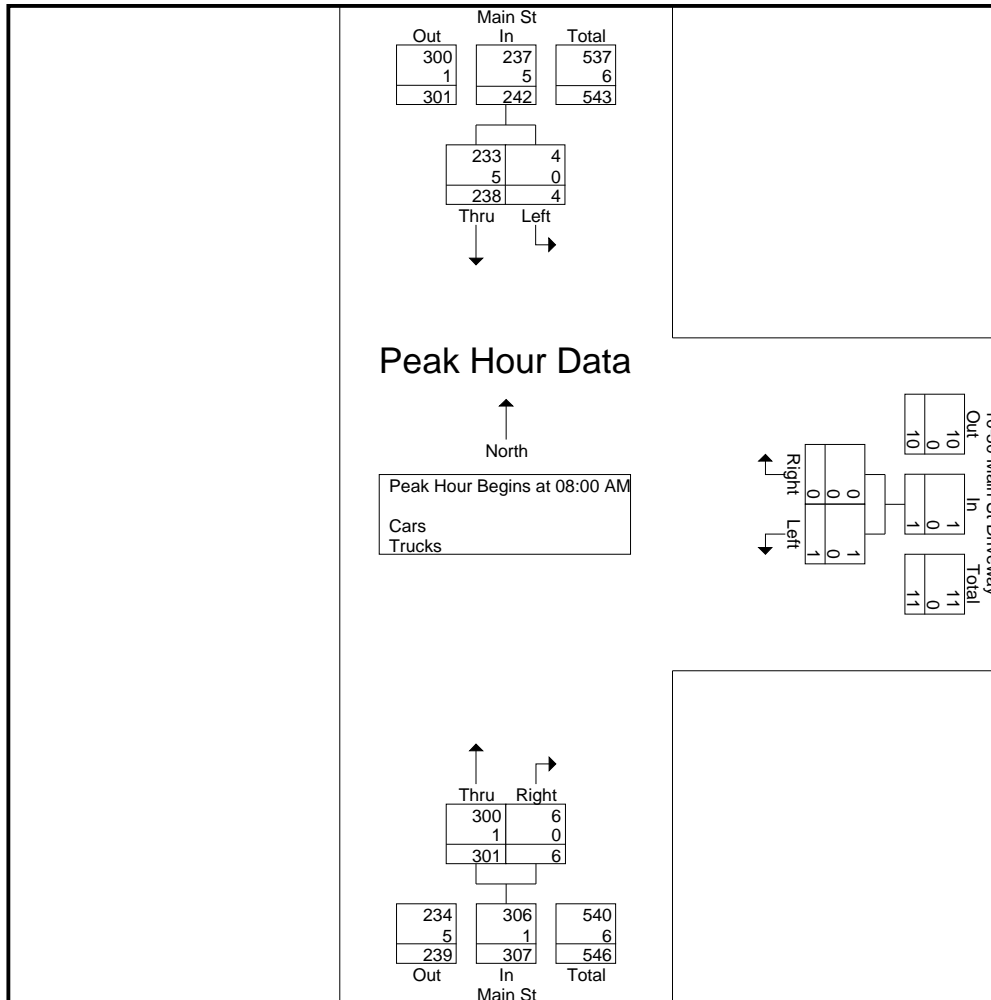 Main St
Out In Total
300 237 537
1 5 6
301 242 543
233 4
5 0
238 4
Thru Left
Peak Hour Data
North
Peak Hour Begins at 08:00 AM
Cars
Trucks
Right Left
0 1
0 0
0 1
Main St Driveway
Out In Total
10 1 11
0 0 0
10 1 11
Thru Right
300 6
1 0
301 6
234 306 540
5 1 6
239 307 546
Out In Total
Main St